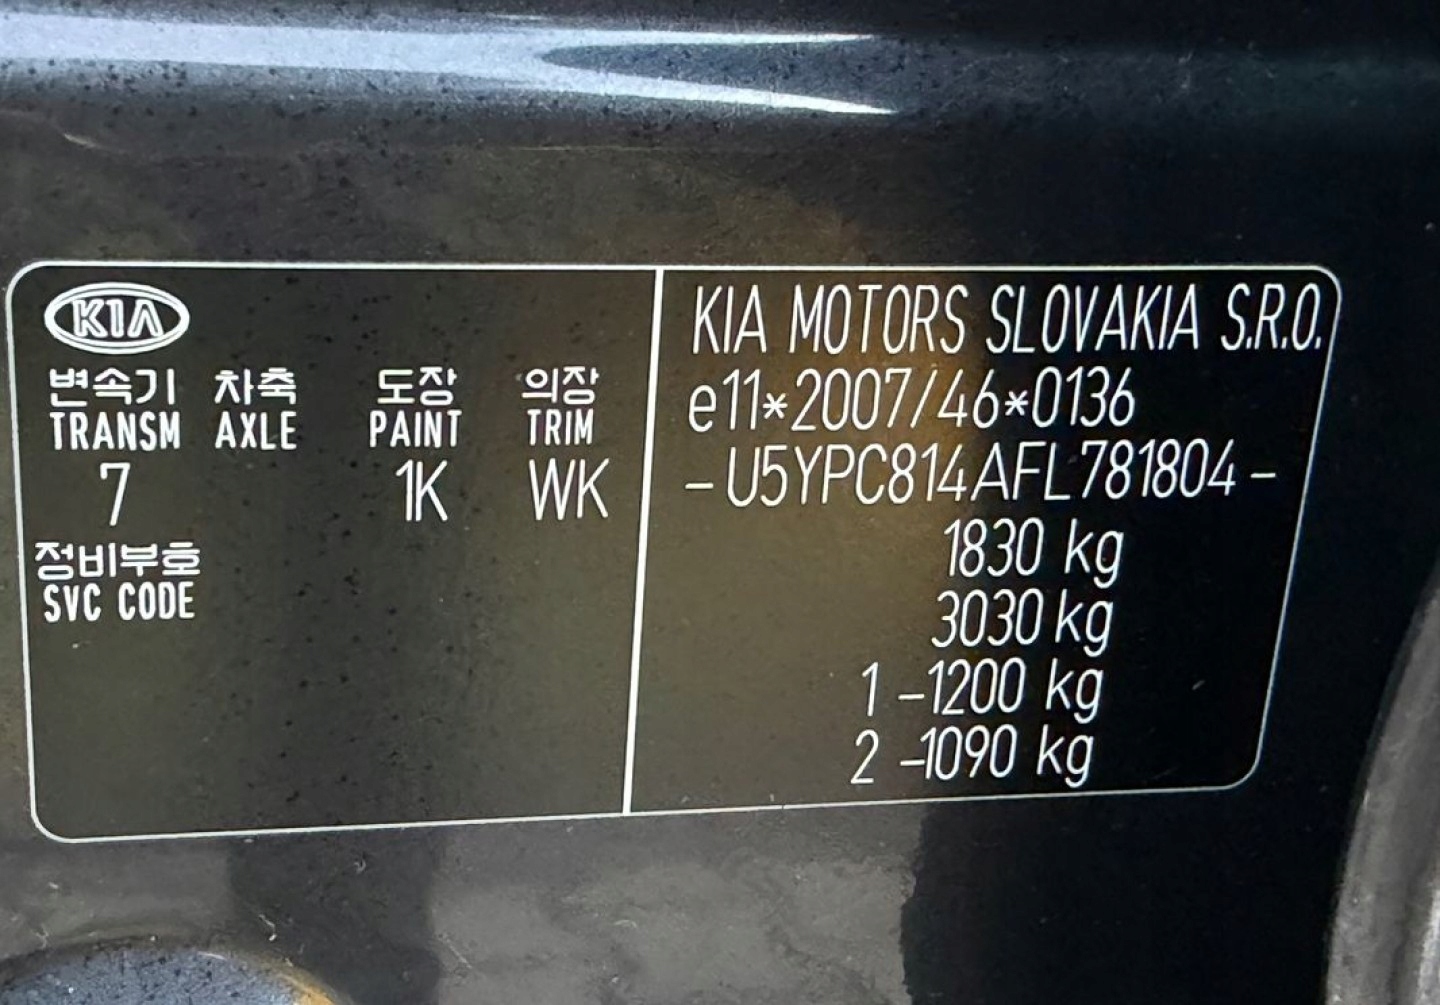 KIA
변속기 차축 도장 의장
TRANSM AXLE PAINT TRIM
7 1K WK
정비부호
SVC CODE
KIA MOTORS SLOVAKIA S.R.O.
e11*2007/46*0136
-U5YPC814AFL781804-
1830 kg
3030 kg
1 -1200 kg
2 -1090 kg